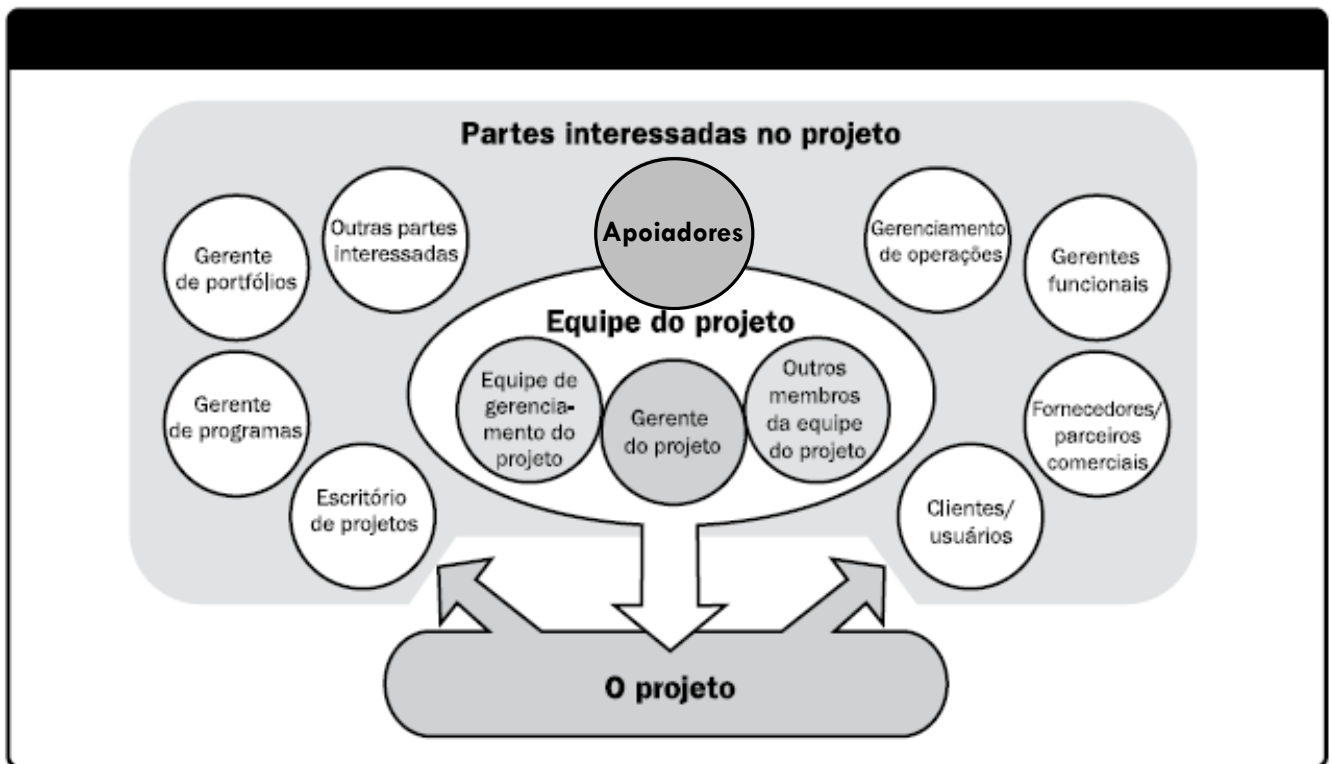 Partes interessadas no projeto
Apoiadores
Outras partes
interessadas
Gerente
de portfólios
Gerenciamento
de operações
Gerentes
funcionais
Equipe do projeto
Equipe de
gerencia-
mento do
projeto
Gerente
do projeto
Outros
membros
da equipe
do projeto
Gerente
de programas
Fornecedores/
parceiros
comerciais
Escritório
de projetos
Clientes/
usuários
O projeto